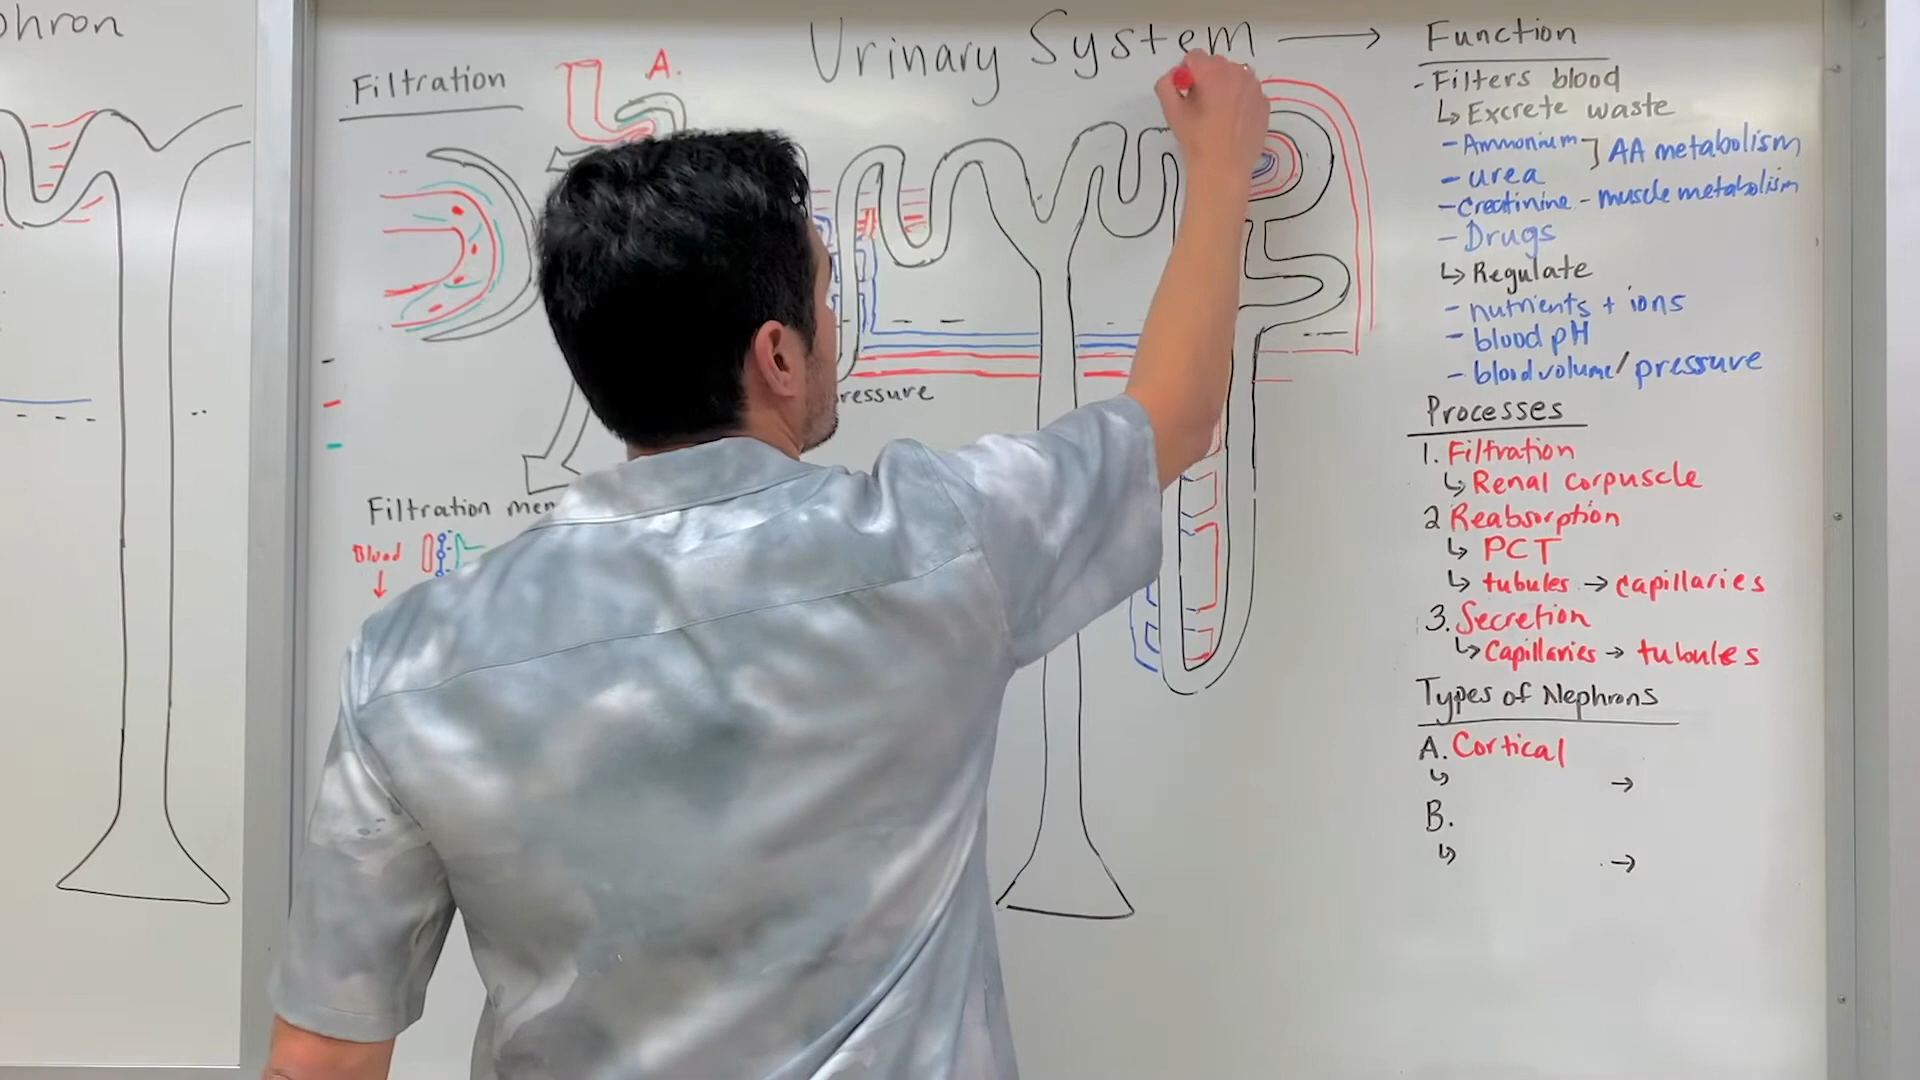 Urinary System →
Filtration
A.
Filtration
Blood
↓
Function
- Filters blood
↳ Excrete waste
- Ammonium ] AA metabolism
- urea
- Creatinine - muscle metabolism
- Drugs
↳ Regulate
- nutrients + ions
- blood pH
- blood volume / pressure
Processes
1. Filtration
↳ Renal corpuscle
2 Reabsorption
↳ PCT
↳ tubules → capillaries
3. Secretion
↳ Capillaries → tubules
Types of Nephrons
A. Cortical
↳ →
B.
↳ →